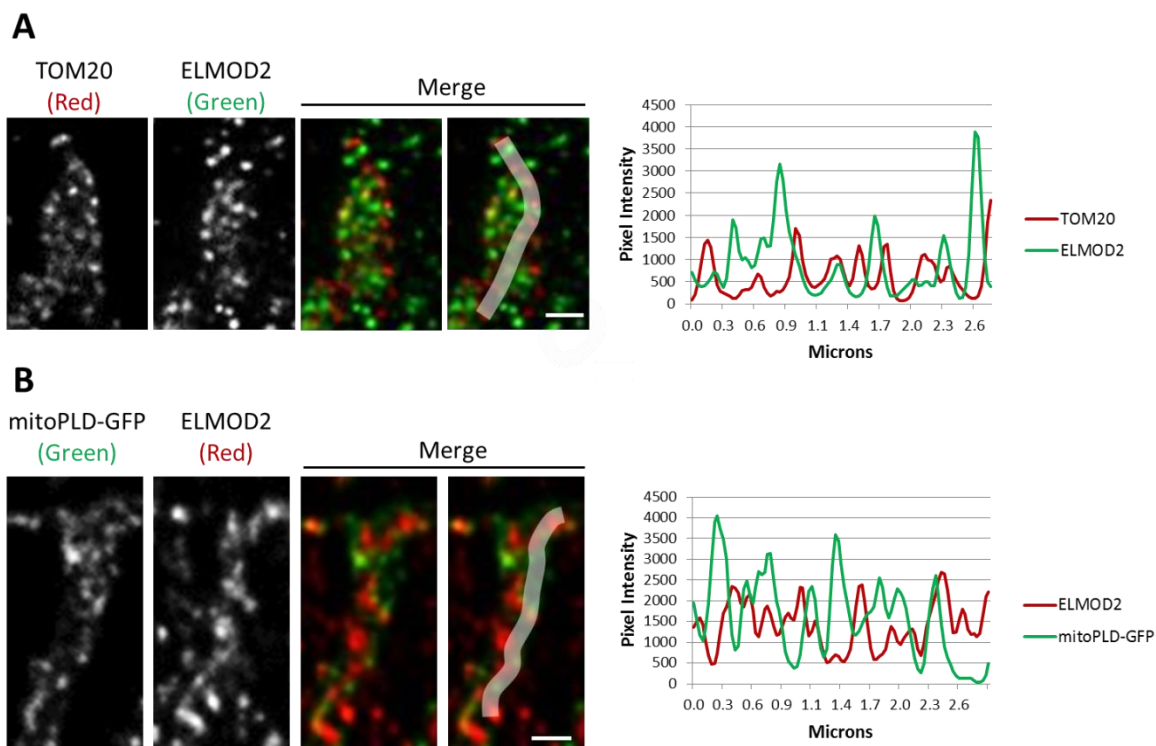 A
TOM20
(Red)
ELMOD2
(Green)
Merge
4500
4000
3500
3000
2500
2000
1500
1000
500
0
Pixel Intensity
0.0 0.3 0.6 0.9 1.1 1.4 1.7 2.0 2.3 2.6
Microns
TOM20
ELMOD2
B
mitoPLD-GFP
(Green)
ELMOD2
(Red)
Merge
4500
4000
3500
3000
2500
2000
1500
1000
500
0
Pixel Intensity
0.0 0.3 0.6 0.9 1.1 1.4 1.7 2.0 2.3 2.6
Microns
ELMOD2
mitoPLD-GFP